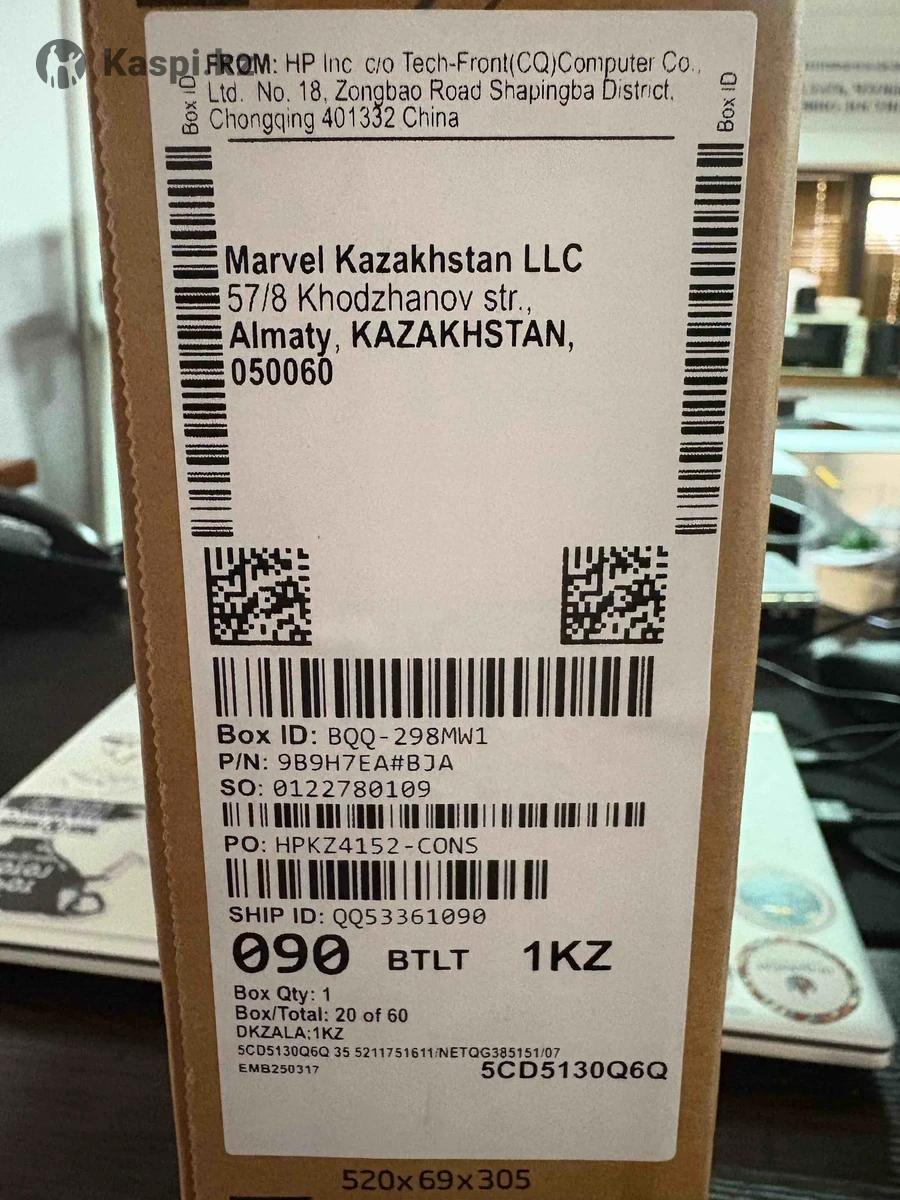 Kaspi.kz
FROM: HP Inc c/o Tech-Front(CQ)Computer Co.,
Ltd. No. 18, Zongbao Road Shapingba District,
Chongqing 401332 China
Box ID
Box ID
Marvel Kazakhstan LLC
57/8 Khodzhanov str.,
Almaty, KAZAKHSTAN,
050060
Box ID: BQQ-298MW1
P/N: 9B9H7EA#BJA
SO: 0122780109
PO: HPKZ4152-CONS
SHIP ID: QQ53361090
090 BTLT 1KZ
Box Qty: 1
Box/Total: 20 of 60
DKZALA;1KZ
5CD5130Q6Q 35 5211751611/NETQG385151/07
EMB250317 5CD5130Q6Q
520x69x305